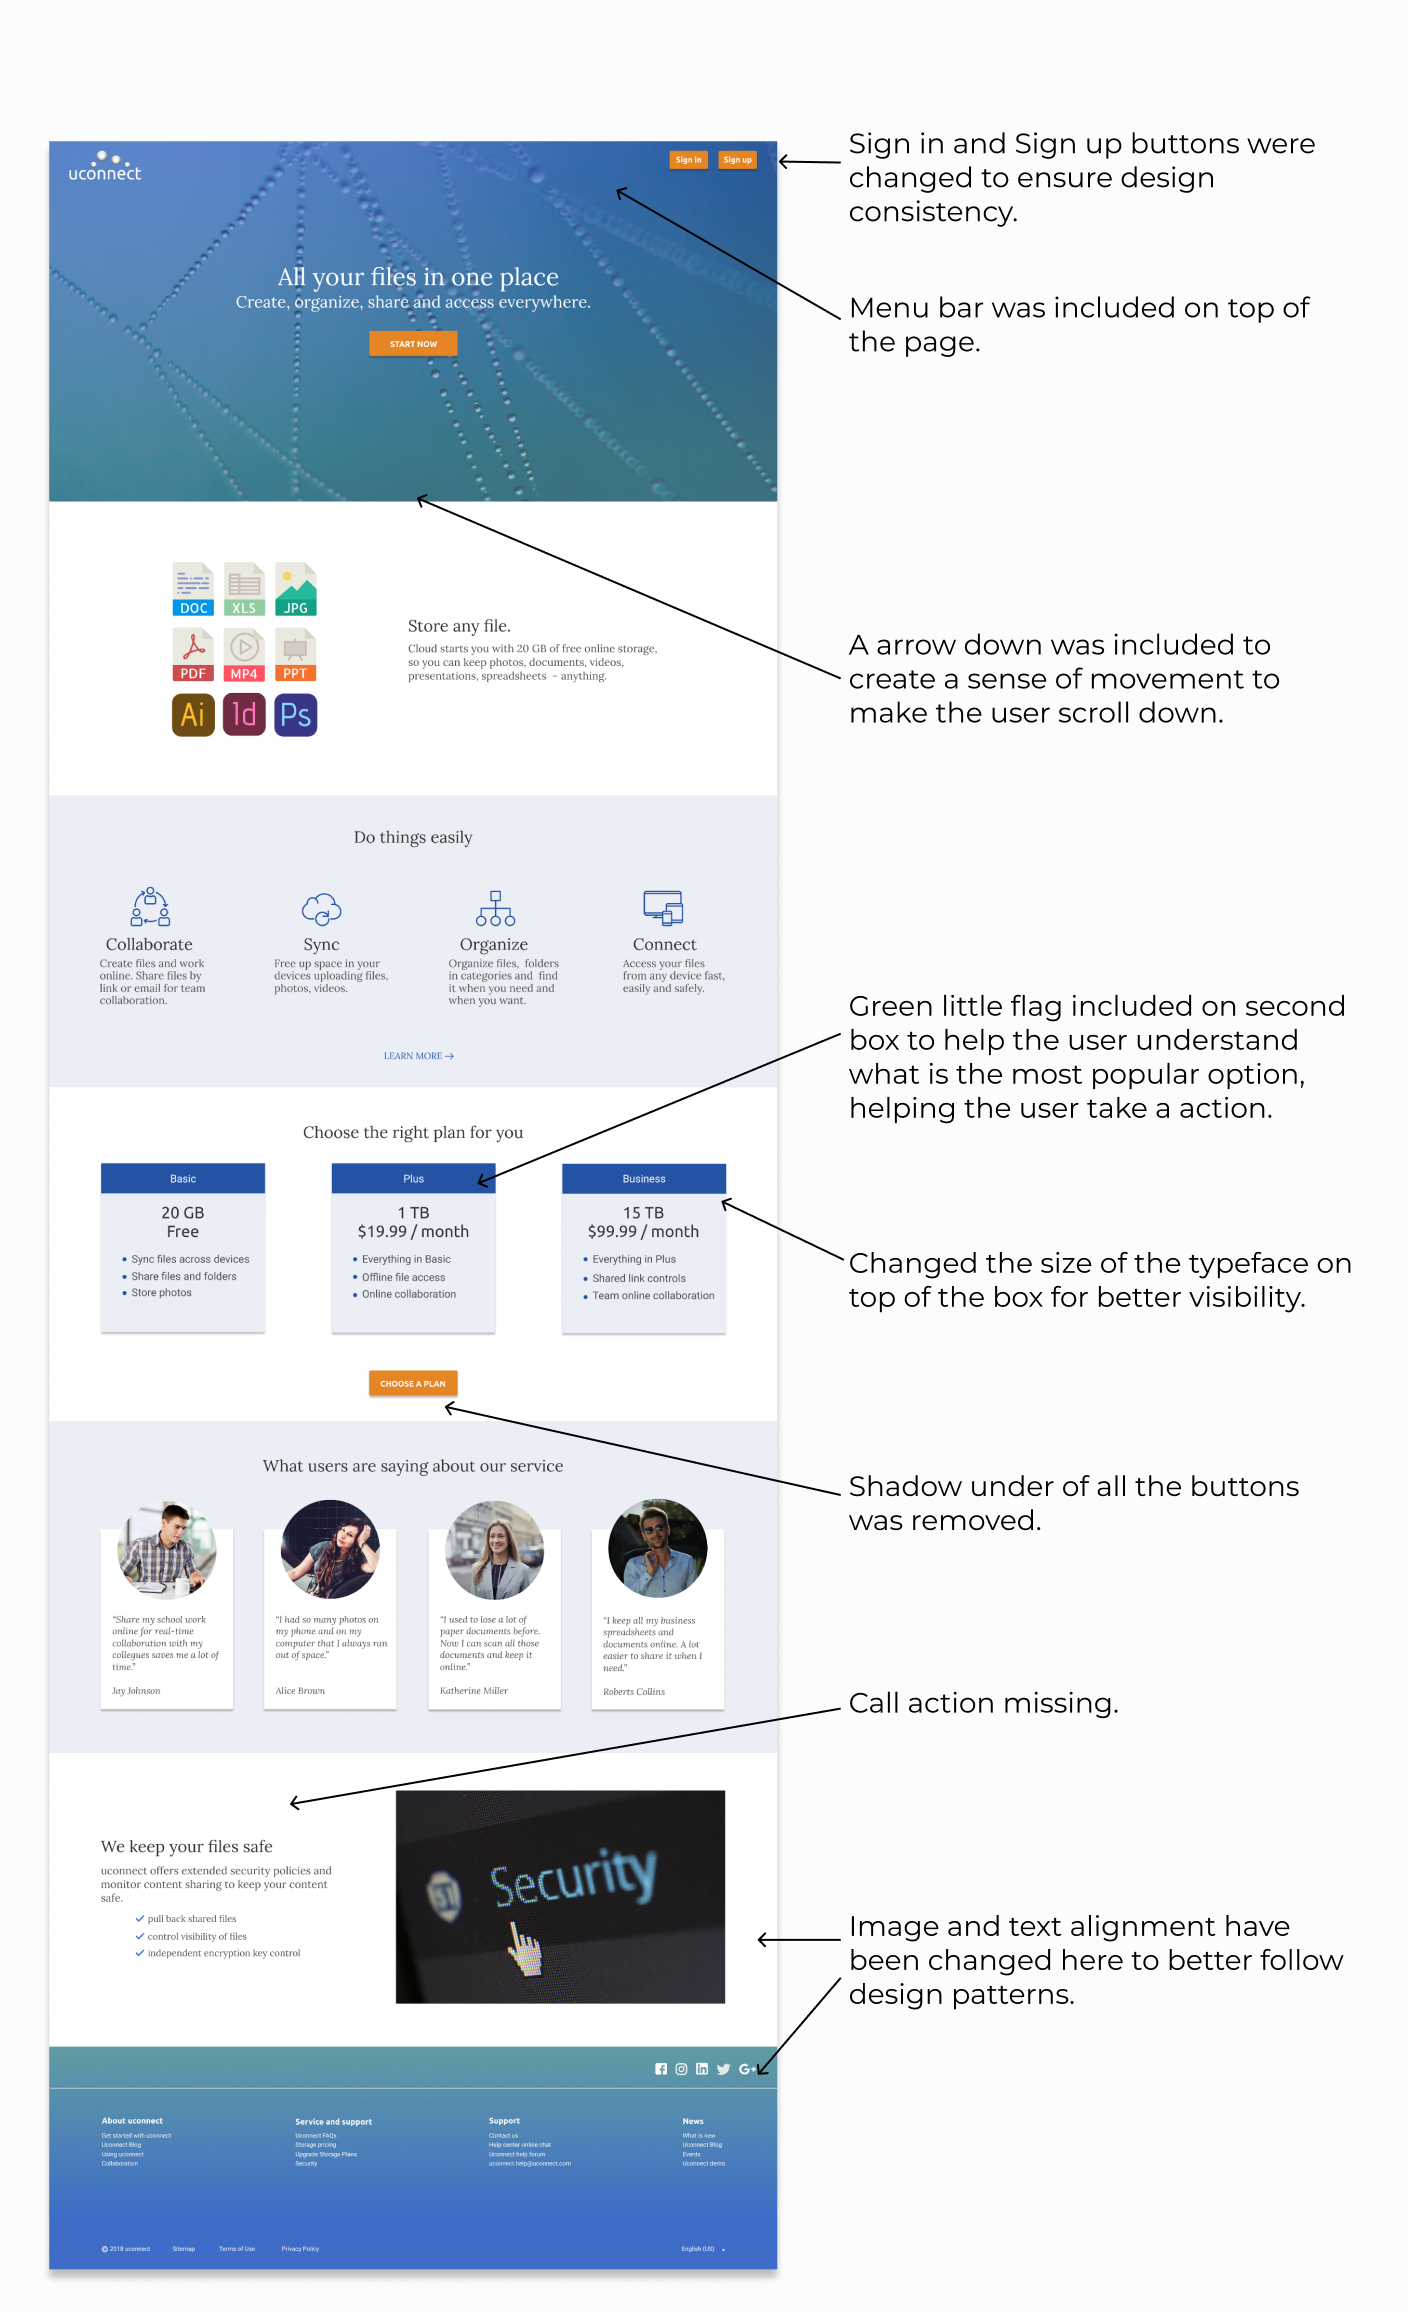 uconnect
Sign in
Sign up
All your files in one place
Create, organize, share and access everywhere.
START NOW
Sign in and Sign up buttons were
changed to ensure design
consistency.
Menu bar was included on top of
the page.
DOC
XLS
JPG
PDF
MP4
PPT
Ai
Id
Ps
Store any file.
Cloud starts you with 20 GB of free online storage,
so you can keep photos, documents, videos,
presentations, spreadsheets – anything.
A arrow down was included to
create a sense of movement to
make the user scroll down.
Do things easily
Collaborate
Create files and work
online. Share files by
link or email for team
collaboration.
Sync
Free up space in your
devices uploading files,
photos, videos.
Organize
Organize files, folders
in categories and find
it when you need and
when you want.
Connect
Access your files
from any device fast,
easily and safely.
LEARN MORE
Green little flag included on second
box to help the user understand
what is the most popular option,
helping the user take a action.
Choose the right plan for you
Basic
20 GB
Free
Sync files across devices
Share files and folders
Store photos
Plus
1 TB
$19.99 / month
Everything in Basic
Offline file access
Online collaboration
Business
15 TB
$99.99 / month
Everything in Plus
Shared link controls
Team online collaboration
CHOOSE A PLAN
Changed the size of the typeface on
top of the box for better visibility.
Shadow under of all the buttons
was removed.
What users are saying about our service
"Share my school work
online for real-time
collaboration with my
collegues saves me a lot of
time."
Jay Johnson
"I had so many photos on
my phone and on my
computer that I always ran
out of space."
Alice Brown
"I used to lose a lot of
paper documents before.
Now I can scan all those
documents and keep it
online."
Katherine Miller
"I keep all my business
spreadsheets and
documents online. A lot
easier to share it when I
need."
Roberts Collins
Call action missing.
We keep your files safe
uconnect offers extended security policies and
monitor content sharing to keep your content
safe.
pull back shared files
control visibility of files
independent encryption key control
Security
Image and text alignment have
been changed here to better follow
design patterns.
About uconnect
Get started with uconnect
Uconnect Blog
Using uconnect
Collaboration
Service and support
Uconnect FAQs
Storage pricing
Upgrade Storage Plans
Security
Support
Contact us
Help center online chat
Uconnect help forum
uconnect.help@uconnect.com
News
What is new
Uconnect Blog
Events
Uconnect demo
© 2018 uconnect
Sitemap
Terms of Use
Privacy Policy
English (US)